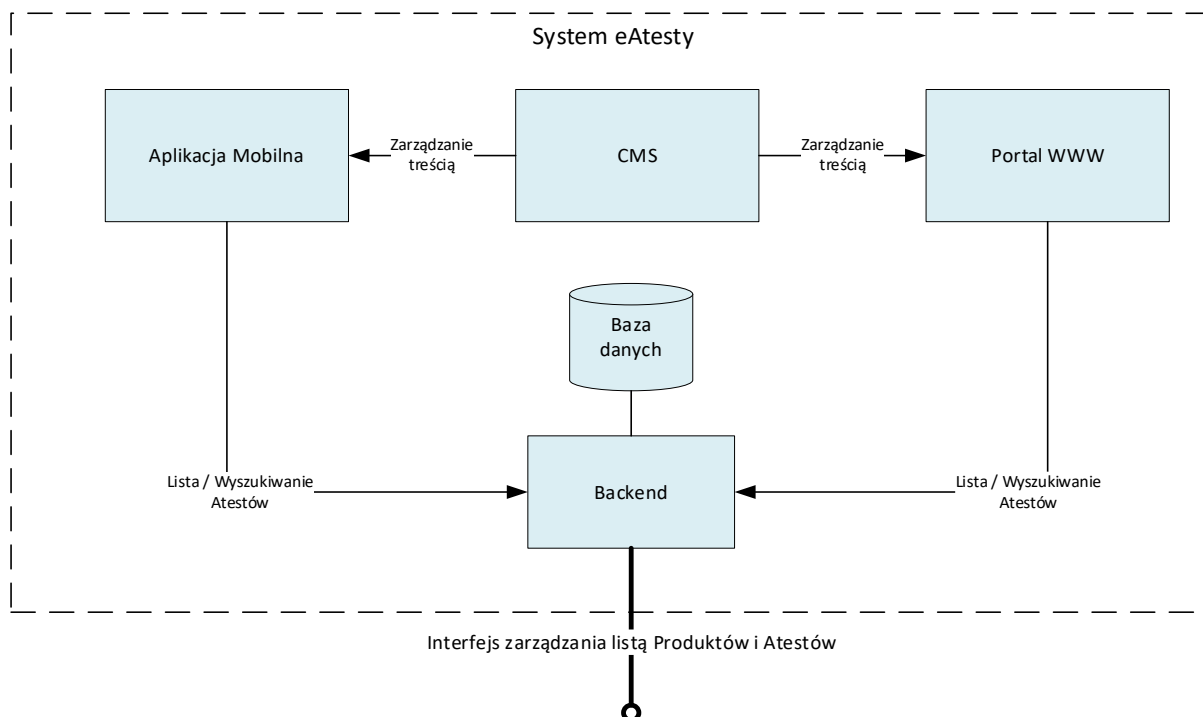 System eAtesty
Aplikacja Mobilna
Zarządzanie
treścią
CMS
Zarządzanie
treścią
Portal WWW
Baza
danych
Lista / Wyszukiwanie
Atestów
Backend
Lista / Wyszukiwanie
Atestów
Interfejs zarządzania listą Produktów i Atestów